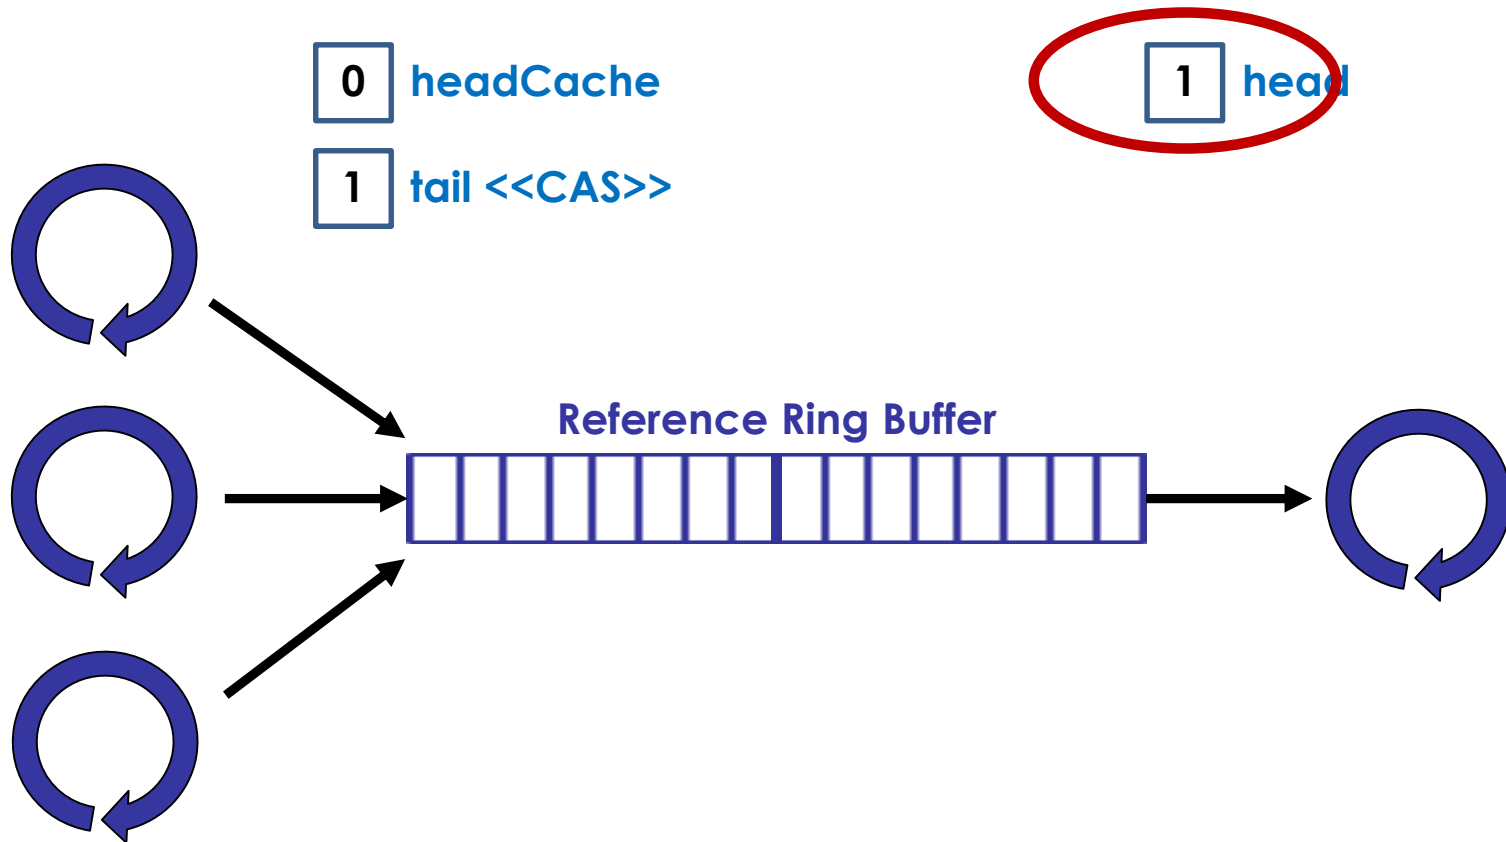 0 headCache
1 head
1 tail <<CAS>>
Reference Ring Buffer